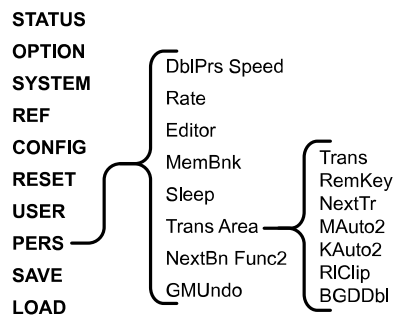 STATUS
OPTION
SYSTEM
REF
CONFIG
RESET
USER
PERS
SAVE
LOAD
DblPrs Speed
Rate
Editor
MemBnk
Sleep
Trans Area
NextBn Func2
GMUndo
Trans
RemKey
NextTr
MAuto2
KAuto2
RlClip
BGDDbl